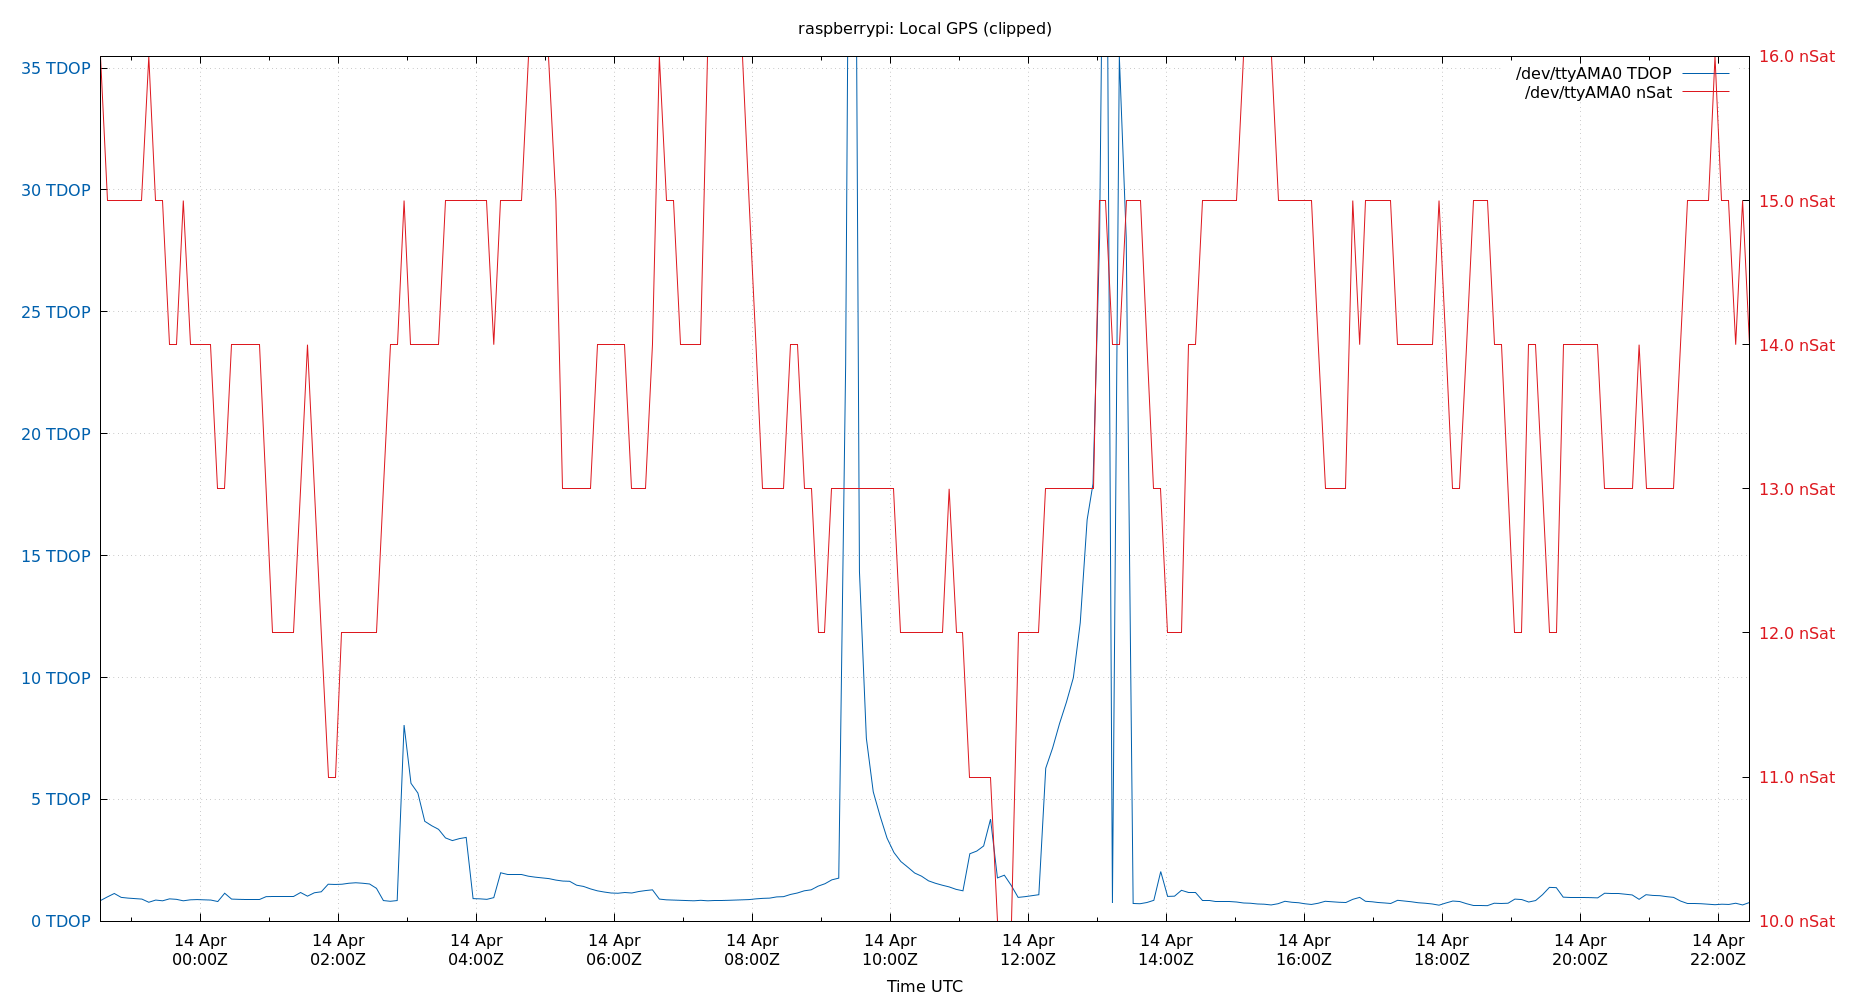 raspberrypi: Local GPS (clipped)
35 TDOP
30 TDOP
25 TDOP
20 TDOP
15 TDOP
10 TDOP
5 TDOP
0 TDOP
16.0 nSat
15.0 nSat
14.0 nSat
13.0 nSat
12.0 nSat
11.0 nSat
10.0 nSat
/dev/ttyAMA0 TDOP
/dev/ttyAMA0 nSat
14 Apr
00:00Z
14 Apr
02:00Z
14 Apr
04:00Z
14 Apr
06:00Z
14 Apr
08:00Z
14 Apr
10:00Z
14 Apr
12:00Z
14 Apr
14:00Z
14 Apr
16:00Z
14 Apr
18:00Z
14 Apr
20:00Z
14 Apr
22:00Z
Time UTC